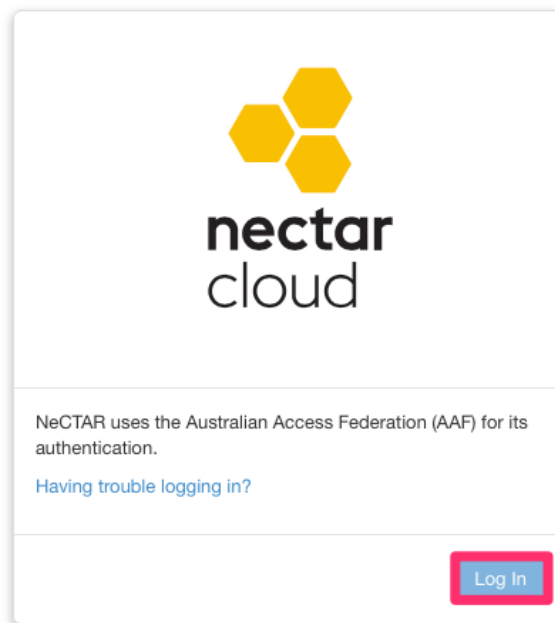 nectar
cloud
NeCTAR uses the Australian Access Federation (AAF) for its
authentication.
Having trouble logging in?
Log In